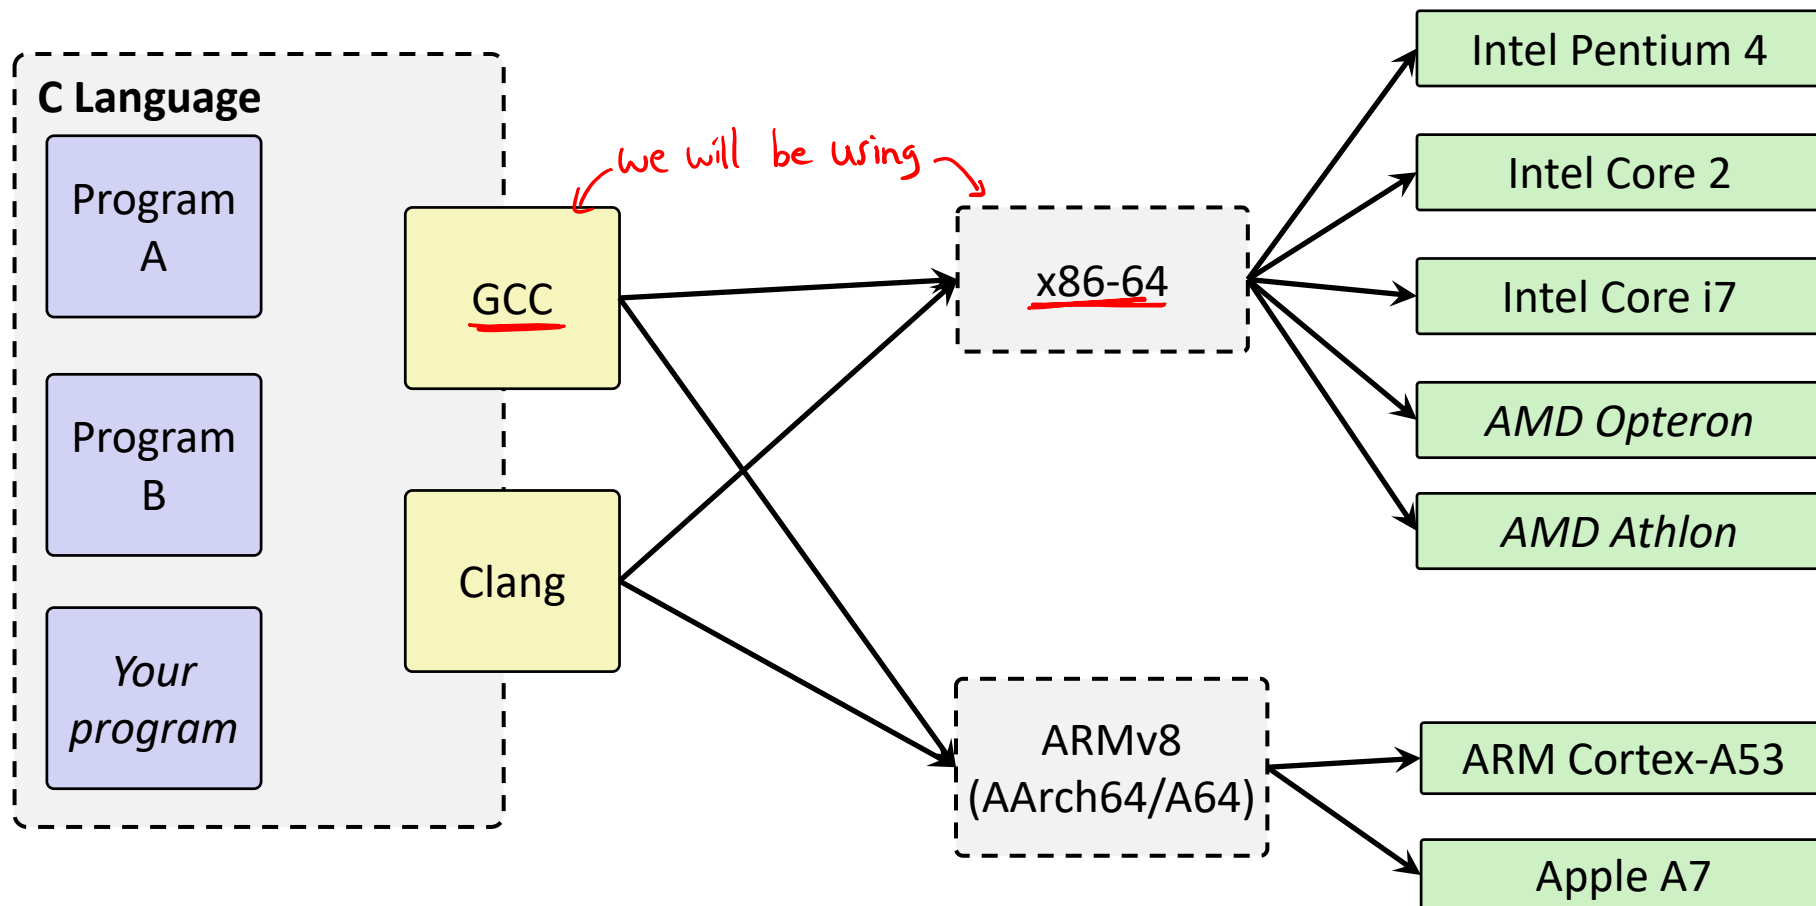 C Language
Program
A
Program
B
Your
program
we will be using
GCC
Clang
x86-64
ARMv8
(AArch64/A64)
Intel Pentium 4
Intel Core 2
Intel Core i7
AMD Opteron
AMD Athlon
ARM Cortex-A53
Apple A7